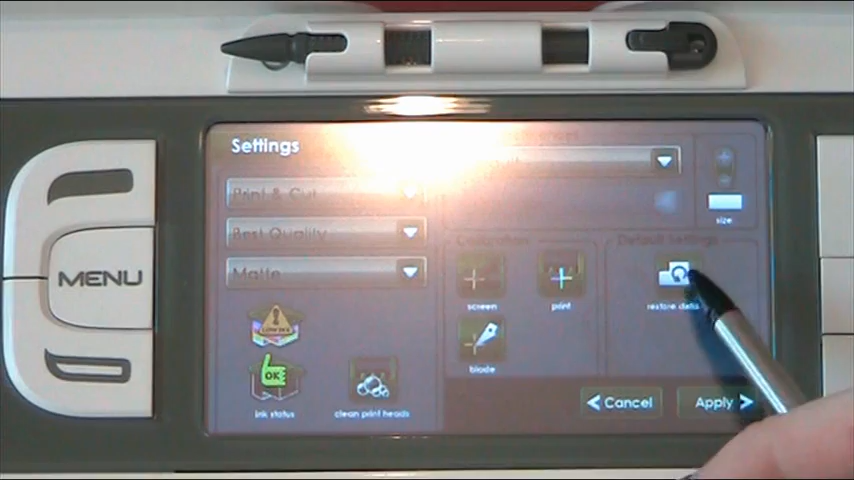 Settings
Print & Cut
size
Best Quality
Calibration
Default Settings
MENU
Matte
screen
print
restore
LOW INK
OK
blade
Cancel
Apply
ink status
clean print heads